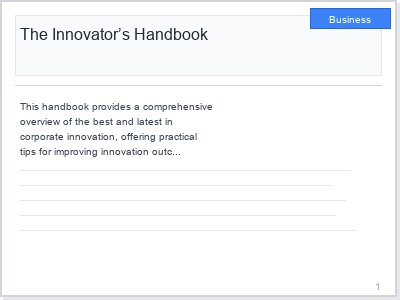 Business
The Innovator’s Handbook
This handbook provides a comprehensive
overview of the best and latest in
corporate innovation, offering practical
tips for improving innovation outc...
1